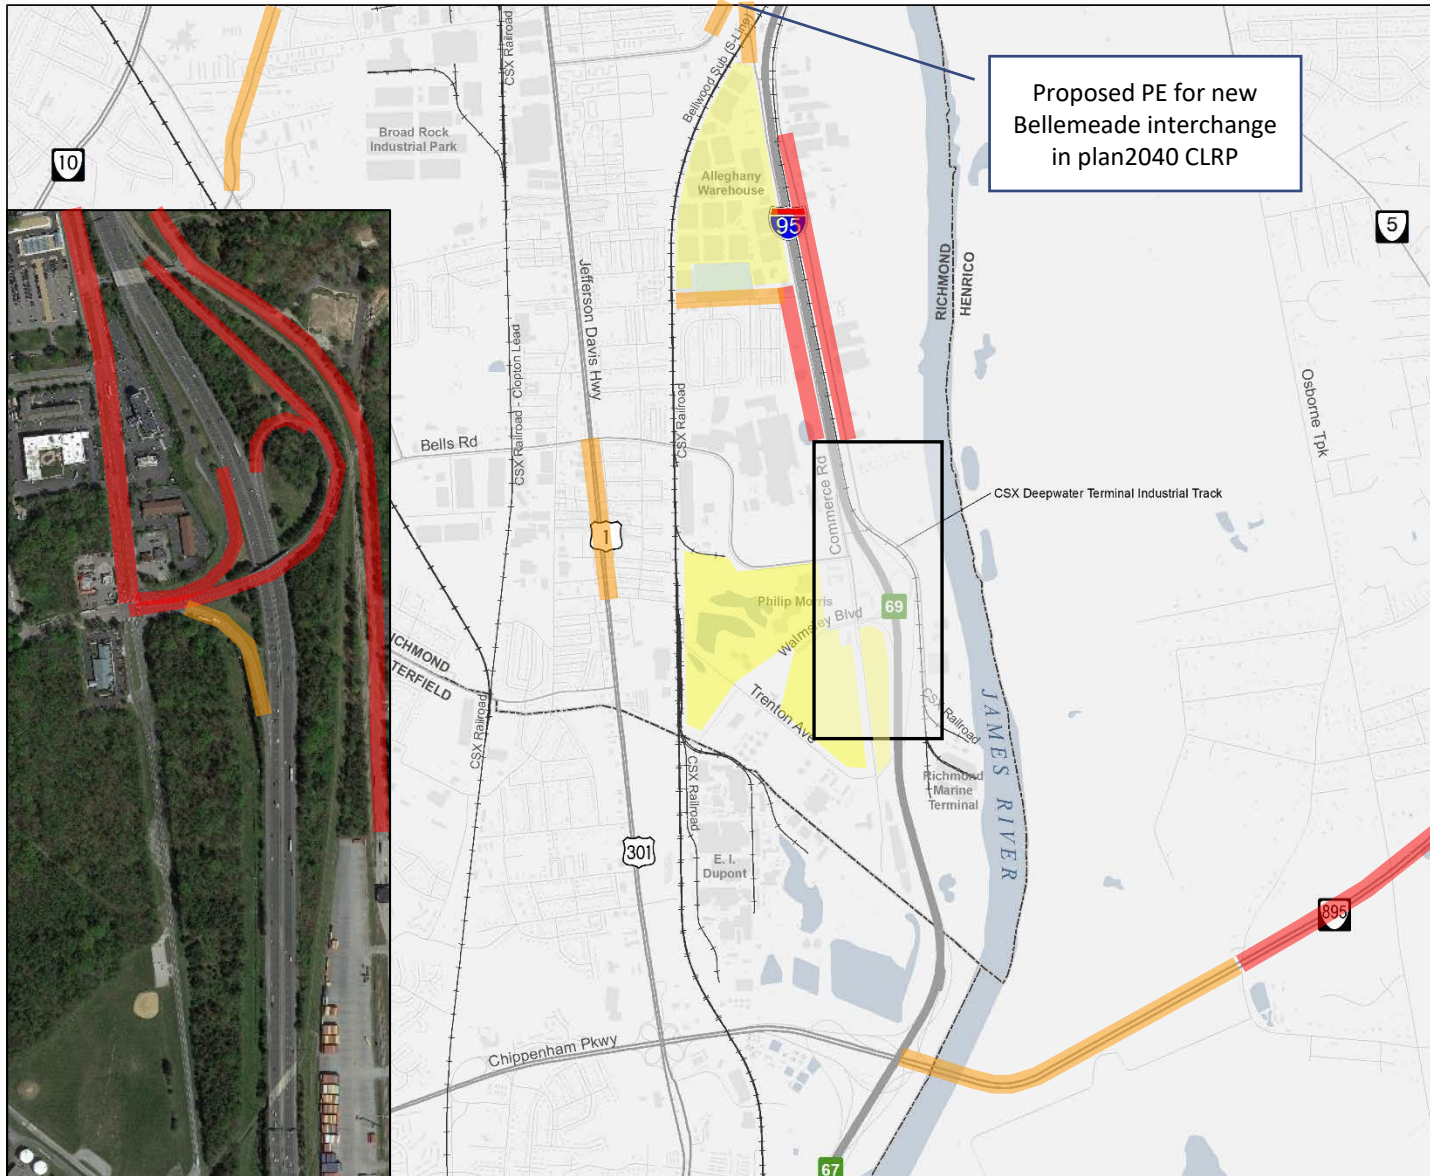 Proposed PE for new
Bellemeade interchange
in plan2040 CLRP
CSX Railroad
Bellwood Sub (S-Line)
Broad Rock
Industrial Park
10
Alleghany
Warehouse
95
5
RICHMOND
HENRICO
Jefferson Davis Hwy
CSX Railroad - Clopton Lead
CSX Railroad
Osborne Tpk
Bells Rd
Commerce Rd
CSX Deepwater Terminal Industrial Track
1
Philip Morris
69
Walmsley Blvd
RICHMOND
TERFIELD
Trenton Ave
CSX Railroad
CSX Railroad
CSX Railroad
JAMES RIVER
Richmond
Marine
Terminal
301
E. I.
Dupont
895
Chippenham Pkwy
67